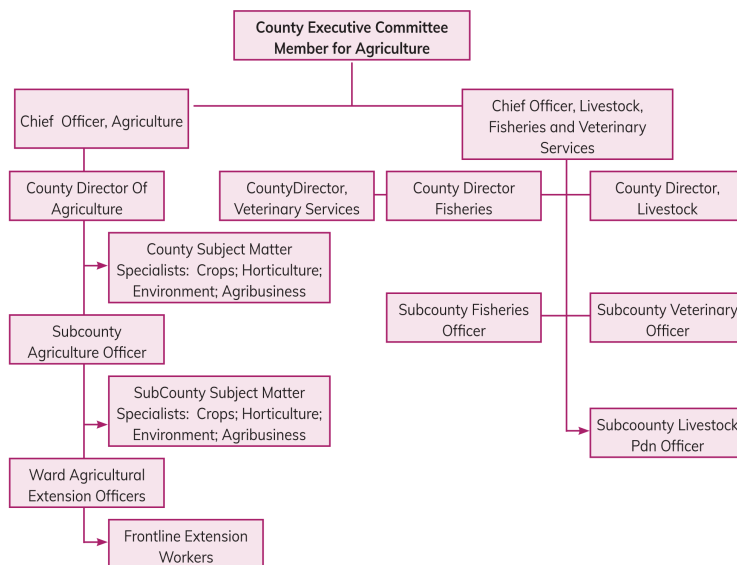 County Executive Committee
Member for Agriculture
Chief Officer, Agriculture
Chief Officer, Livestock,
Fisheries and Veterinary
Services
County Director Of
Agriculture
CountyDirector,
Veterinary Services
County Director
Fisheries
County Director,
Livestock
County Subject Matter
Specialists: Crops; Horticulture;
Environment; Agribusiness
Subcounty Fisheries
Officer
Subcounty Veterinary
Officer
Subcounty
Agriculture Officer
SubCounty Subject Matter
Specialists: Crops; Horticulture;
Environment; Agribusiness
Subcoounty Livestock
Pdn Officer
Ward Agricultural
Extension Officers
Frontline Extension
Workers